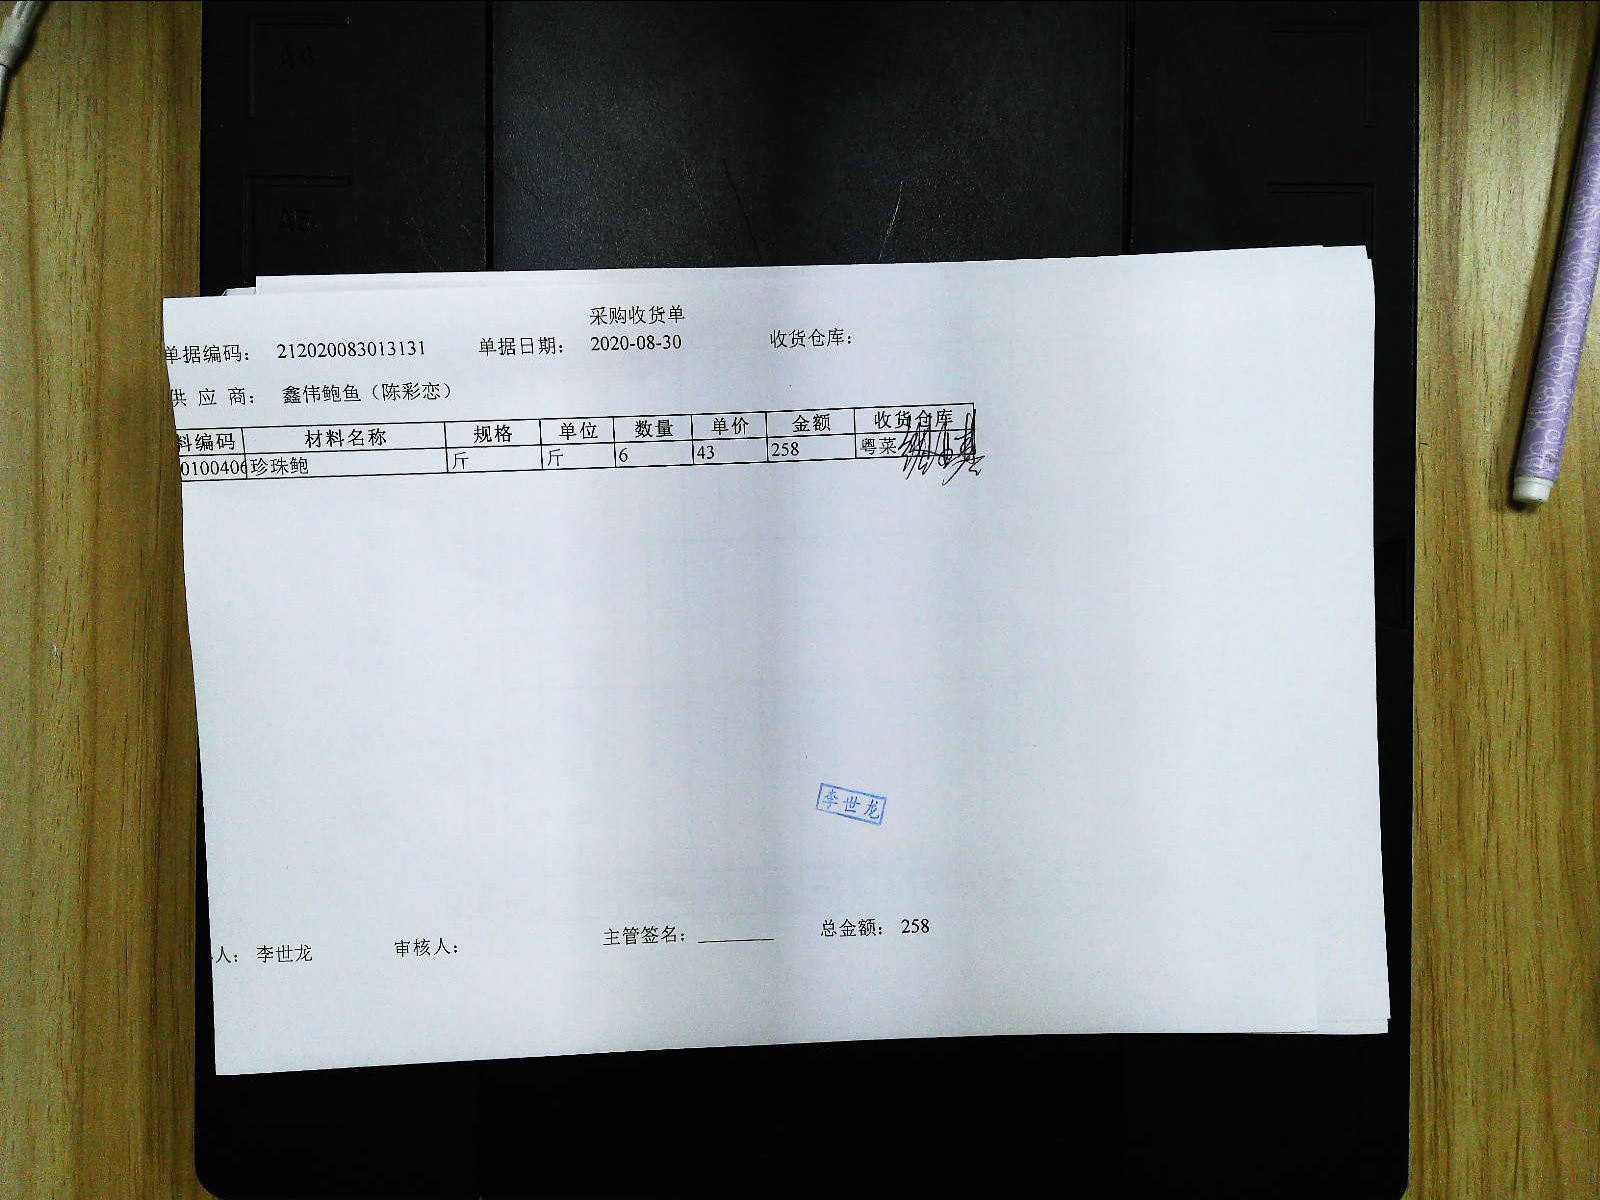 采购收货单
单据编码： 212020083013131 单据日期： 2020-08-30 收货仓库：
供 应 商： 鑫伟鲍鱼（陈彩恋）
料编码 材料名称 规格 单位 数量 单价 金额 收货仓库
0100406 珍珠鲍 斤 斤 6 43 258 粤菜
李世龙
人： 李世龙 审核人： 主管签名：________ 总金额： 258